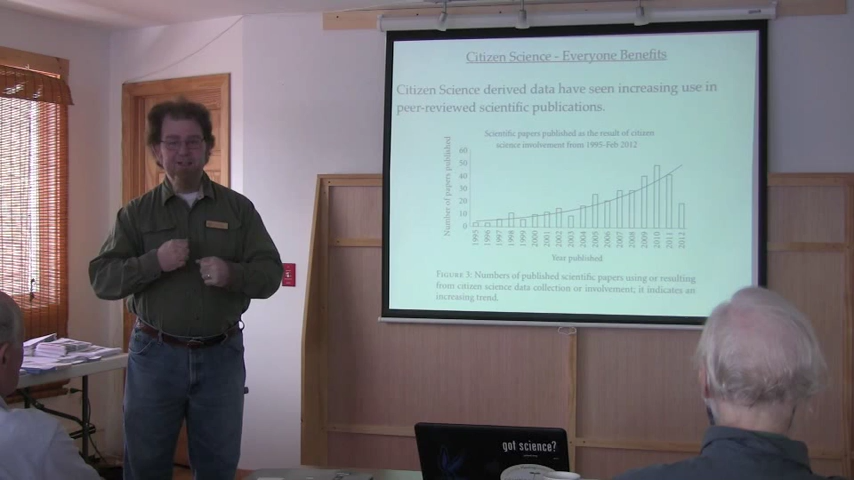 Citizen Science - Everyone Benefits
Citizen Science derived data have seen increasing use in
peer-reviewed scientific publications.
Scientific papers published as the result of citizen
science involvement from 1995-Feb 2012
Number of papers published
60
50
40
30
20
10
0
1995 1996 1997 1998 1999 2000 2001 2002 2003 2004 2005 2006 2007 2008 2009 2010 2011 2012
Year published
FIGURE 3: Numbers of published scientific papers using or resulting
from citizen science data collection or involvement; it indicates an
increasing trend.
got science?